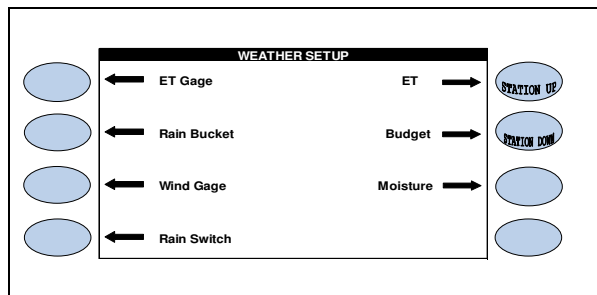 WEATHER SETUP
ET Gage ET STATION UP
Rain Bucket Budget STATION DOWN
Wind Gage Moisture
Rain Switch